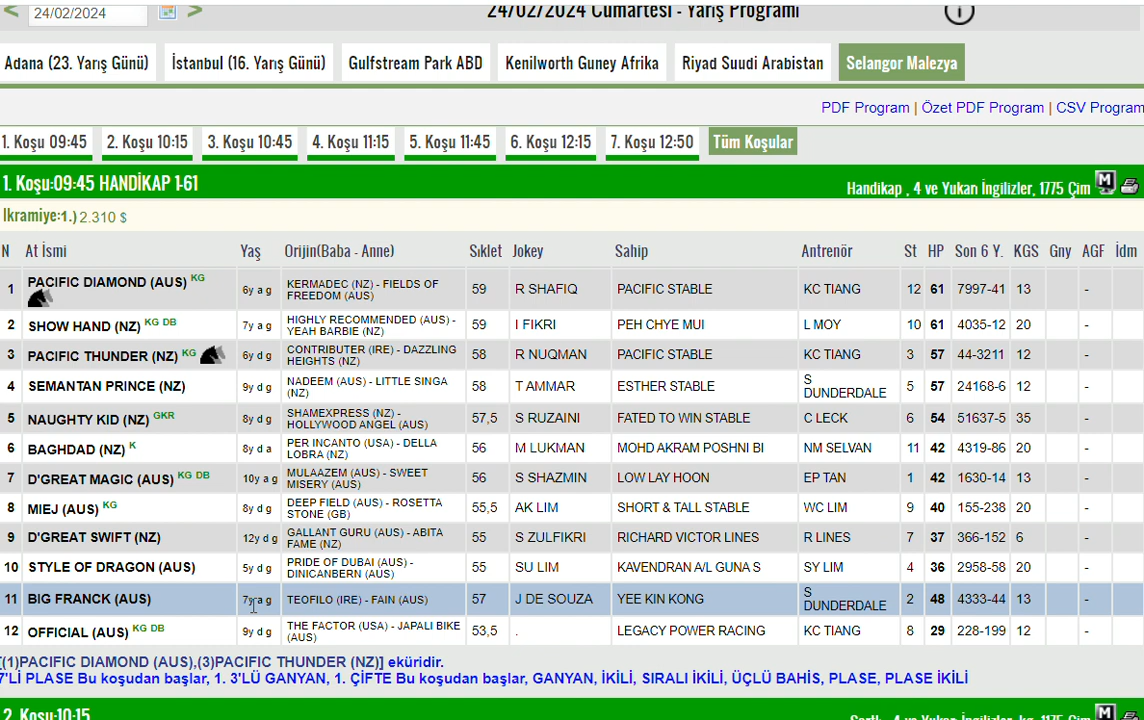 24/02/2024
24/02/2024 Cumartesi - Yarış Programı
Adana (23. Yarış Günü) İstanbul (16. Yarış Günü) Gulfstream Park ABD Kenilworth Guney Afrika Riyad Suudi Arabistan Selangor Malezya
PDF Program | Özet PDF Program | CSV Program
1. Koşu 09:45 2. Koşu 10:15 3. Koşu 10:45 4. Koşu 11:15 5. Koşu 11:45 6. Koşu 12:15 7. Koşu 12:50 Tüm Koşular
1. Koşu:09:45 HANDİKAP 1-61
Handikap , 4 ve Yukarı İngilizler, 1775 Çim M
Ikramiye:1.) 2.310 $
N At İsmi Yaş Orijin(Baba - Anne) Sıklet Jokey Sahip Antrenör St HP Son 6 Y. KGS Gny AGF İdm
1 PACIFIC DIAMOND (AUS) KG 6y a g KERMADEC (NZ) - FIELDS OF FREEDOM (AUS) 59 R SHAFIQ PACIFIC STABLE KC TIANG 12 61 7997-41 13 -
2 SHOW HAND (NZ) KG DB 7y a g HIGHLY RECOMMENDED (AUS) - YEAH BARBIE (NZ) 59 I FIKRI PEH CHYE MUI L MOY 10 61 4035-12 20 -
3 PACIFIC THUNDER (NZ) KG 6y d g CONTRIBUTER (IRE) - DAZZLING HEIGHTS (NZ) 58 R NUQMAN PACIFIC STABLE KC TIANG 3 57 44-3211 12 -
4 SEMANTAN PRINCE (NZ) 9y d g NADEEM (AUS) - LITTLE SINGA (NZ) 58 T AMMAR ESTHER STABLE S DUNDERDALE 5 57 24168-6 12 -
5 NAUGHTY KID (NZ) GKR 8y d g SHAMEXPRESS (NZ) - HOLLYWOOD ANGEL (AUS) 57,5 S RUZAINI FATED TO WIN STABLE C LECK 6 54 51637-5 35 -
6 BAGHDAD (NZ) K 8y d a PER INCANTO (USA) - DELLA LOBRA (NZ) 56 M LUKMAN MOHD AKRAM POSHNI BI NM SELVAN 11 42 4319-86 20 -
7 D'GREAT MAGIC (AUS) KG DB 10y a g MULAAZEM (AUS) - SWEET MISERY (AUS) 56 S SHAZMIN LOW LAY HOON EP TAN 1 42 1630-14 13 -
8 MIEJ (AUS) KG 8y d g DEEP FIELD (AUS) - ROSETTA STONE (GB) 55,5 AK LIM SHORT & TALL STABLE WC LIM 9 40 155-238 20 -
9 D'GREAT SWIFT (NZ) 12y d g GALLANT GURU (AUS) - ABITA FAME (NZ) 55 S ZULFIKRI RICHARD VICTOR LINES R LINES 7 37 366-152 6 -
10 STYLE OF DRAGON (AUS) 5y d g PRIDE OF DUBAI (AUS) - DINICANBERN (AUS) 55 SU LIM KAVENDRAN A/L GUNA S SY LIM 4 36 2958-58 20 -
11 BIG FRANCK (AUS) 7y a g TEOFILO (IRE) - FAIN (AUS) 57 J DE SOUZA YEE KIN KONG S DUNDERDALE 2 48 4333-44 13 -
12 OFFICIAL (AUS) KG DB 9y d g THE FACTOR (USA) - JAPALI BIKE (AUS) 53,5 . LEGACY POWER RACING KC TIANG 8 29 228-199 12 -
[(1)PACIFIC DIAMOND (AUS),(3)PACIFIC THUNDER (NZ)] eküridir.
7'Lİ PLASE Bu koşudan başlar, 1. 3'LÜ GANYAN, 1. ÇİFTE Bu koşudan başlar, GANYAN, İKİLİ, SIRALI İKİLİ, ÜÇLÜ BAHİS, PLASE, PLASE İKİLİ
2. Koşu:10:15
M